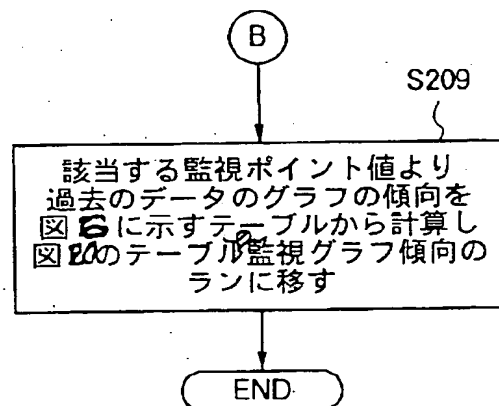 B
S209
該当する監視ポイント値より
過去のデータのグラフの傾向を
図に示すテーブルから計算し
図のテーブル監視グラフ傾向の
ランに移す
END